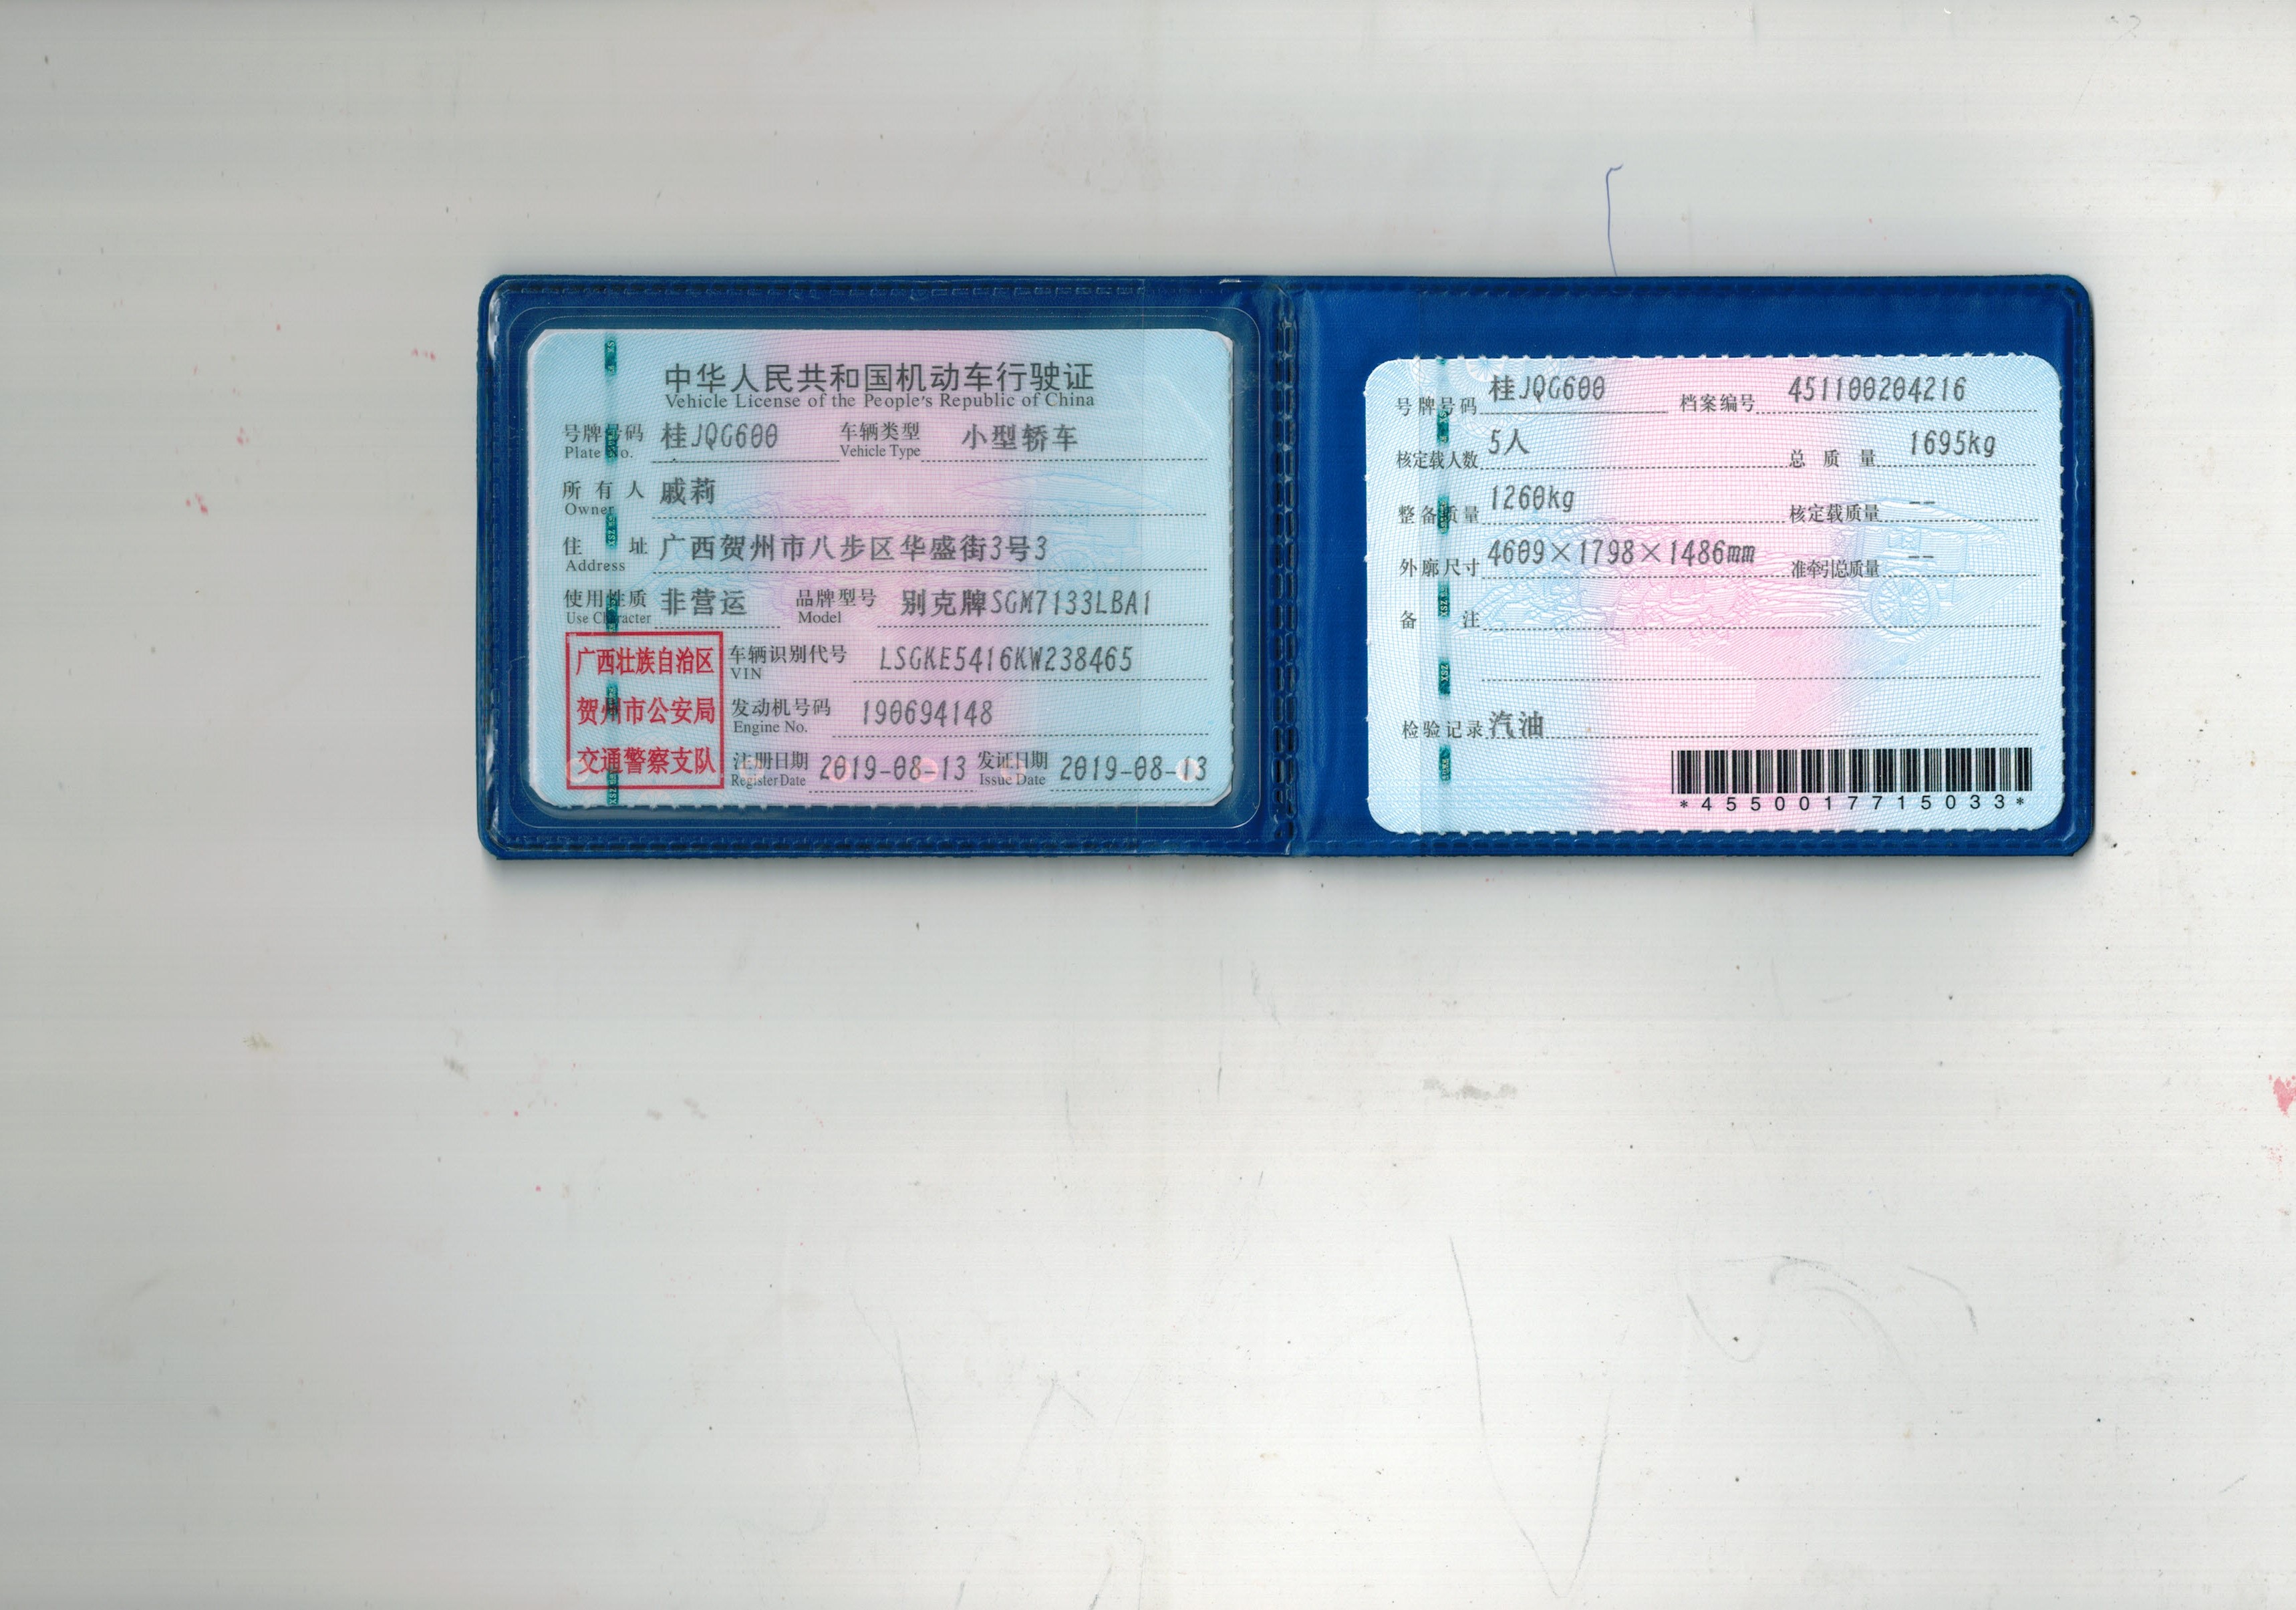 中华人民共和国机动车行驶证
Vehicle License of the People's Republic of China
号牌号码 桂JQG600 车辆类型 小型轿车
Plate No. Vehicle Type
所有人 戚莉
Owner
住址 广西贺州市八步区华盛街3号3
Address
使用性质 非营运 品牌型号 别克牌SGM7133LBA1
Use Character Model
广西壮族自治区
贺州市公安局
交通警察支队
车辆识别代号 LSGKE5416KW238465
VIN
发动机号码 190694148
Engine No.
注册日期 2019-08-13 发证日期 2019-08-13
Register Date Issue Date
号牌号码 桂JQG600 档案编号 451100204216
核定载人数 5人 总质量 1695kg
整备质量 1260kg 核定载质量 --
外廓尺寸 4609×1798×1486mm 准牵引总质量 --
备注
检验记录 汽油
*4550017715033*